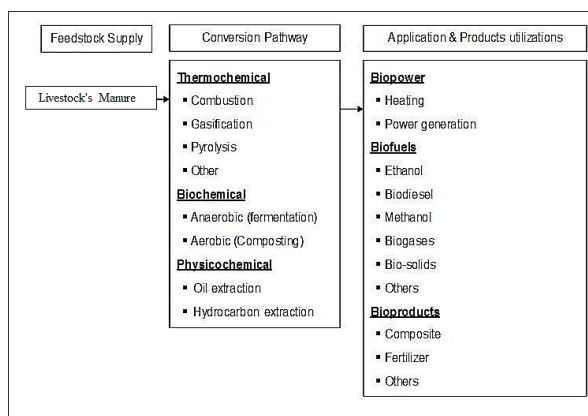 Feedstock Supply
Conversion Pathway
Application & Products utilizations
Livestock's Manure
Thermochemical
▪ Combustion
▪ Gasification
▪ Pyrolysis
▪ Other
Biochemical
▪ Anaerobic (fermentation)
▪ Aerobic (Composting)
Physicochemical
▪ Oil extraction
▪ Hydrocarbon extraction
Biopower
▪ Heating
▪ Power generation
Biofuels
▪ Ethanol
▪ Biodiesel
▪ Methanol
▪ Biogases
▪ Bio-solids
▪ Others
Bioproducts
▪ Composite
▪ Fertilizer
▪ Others